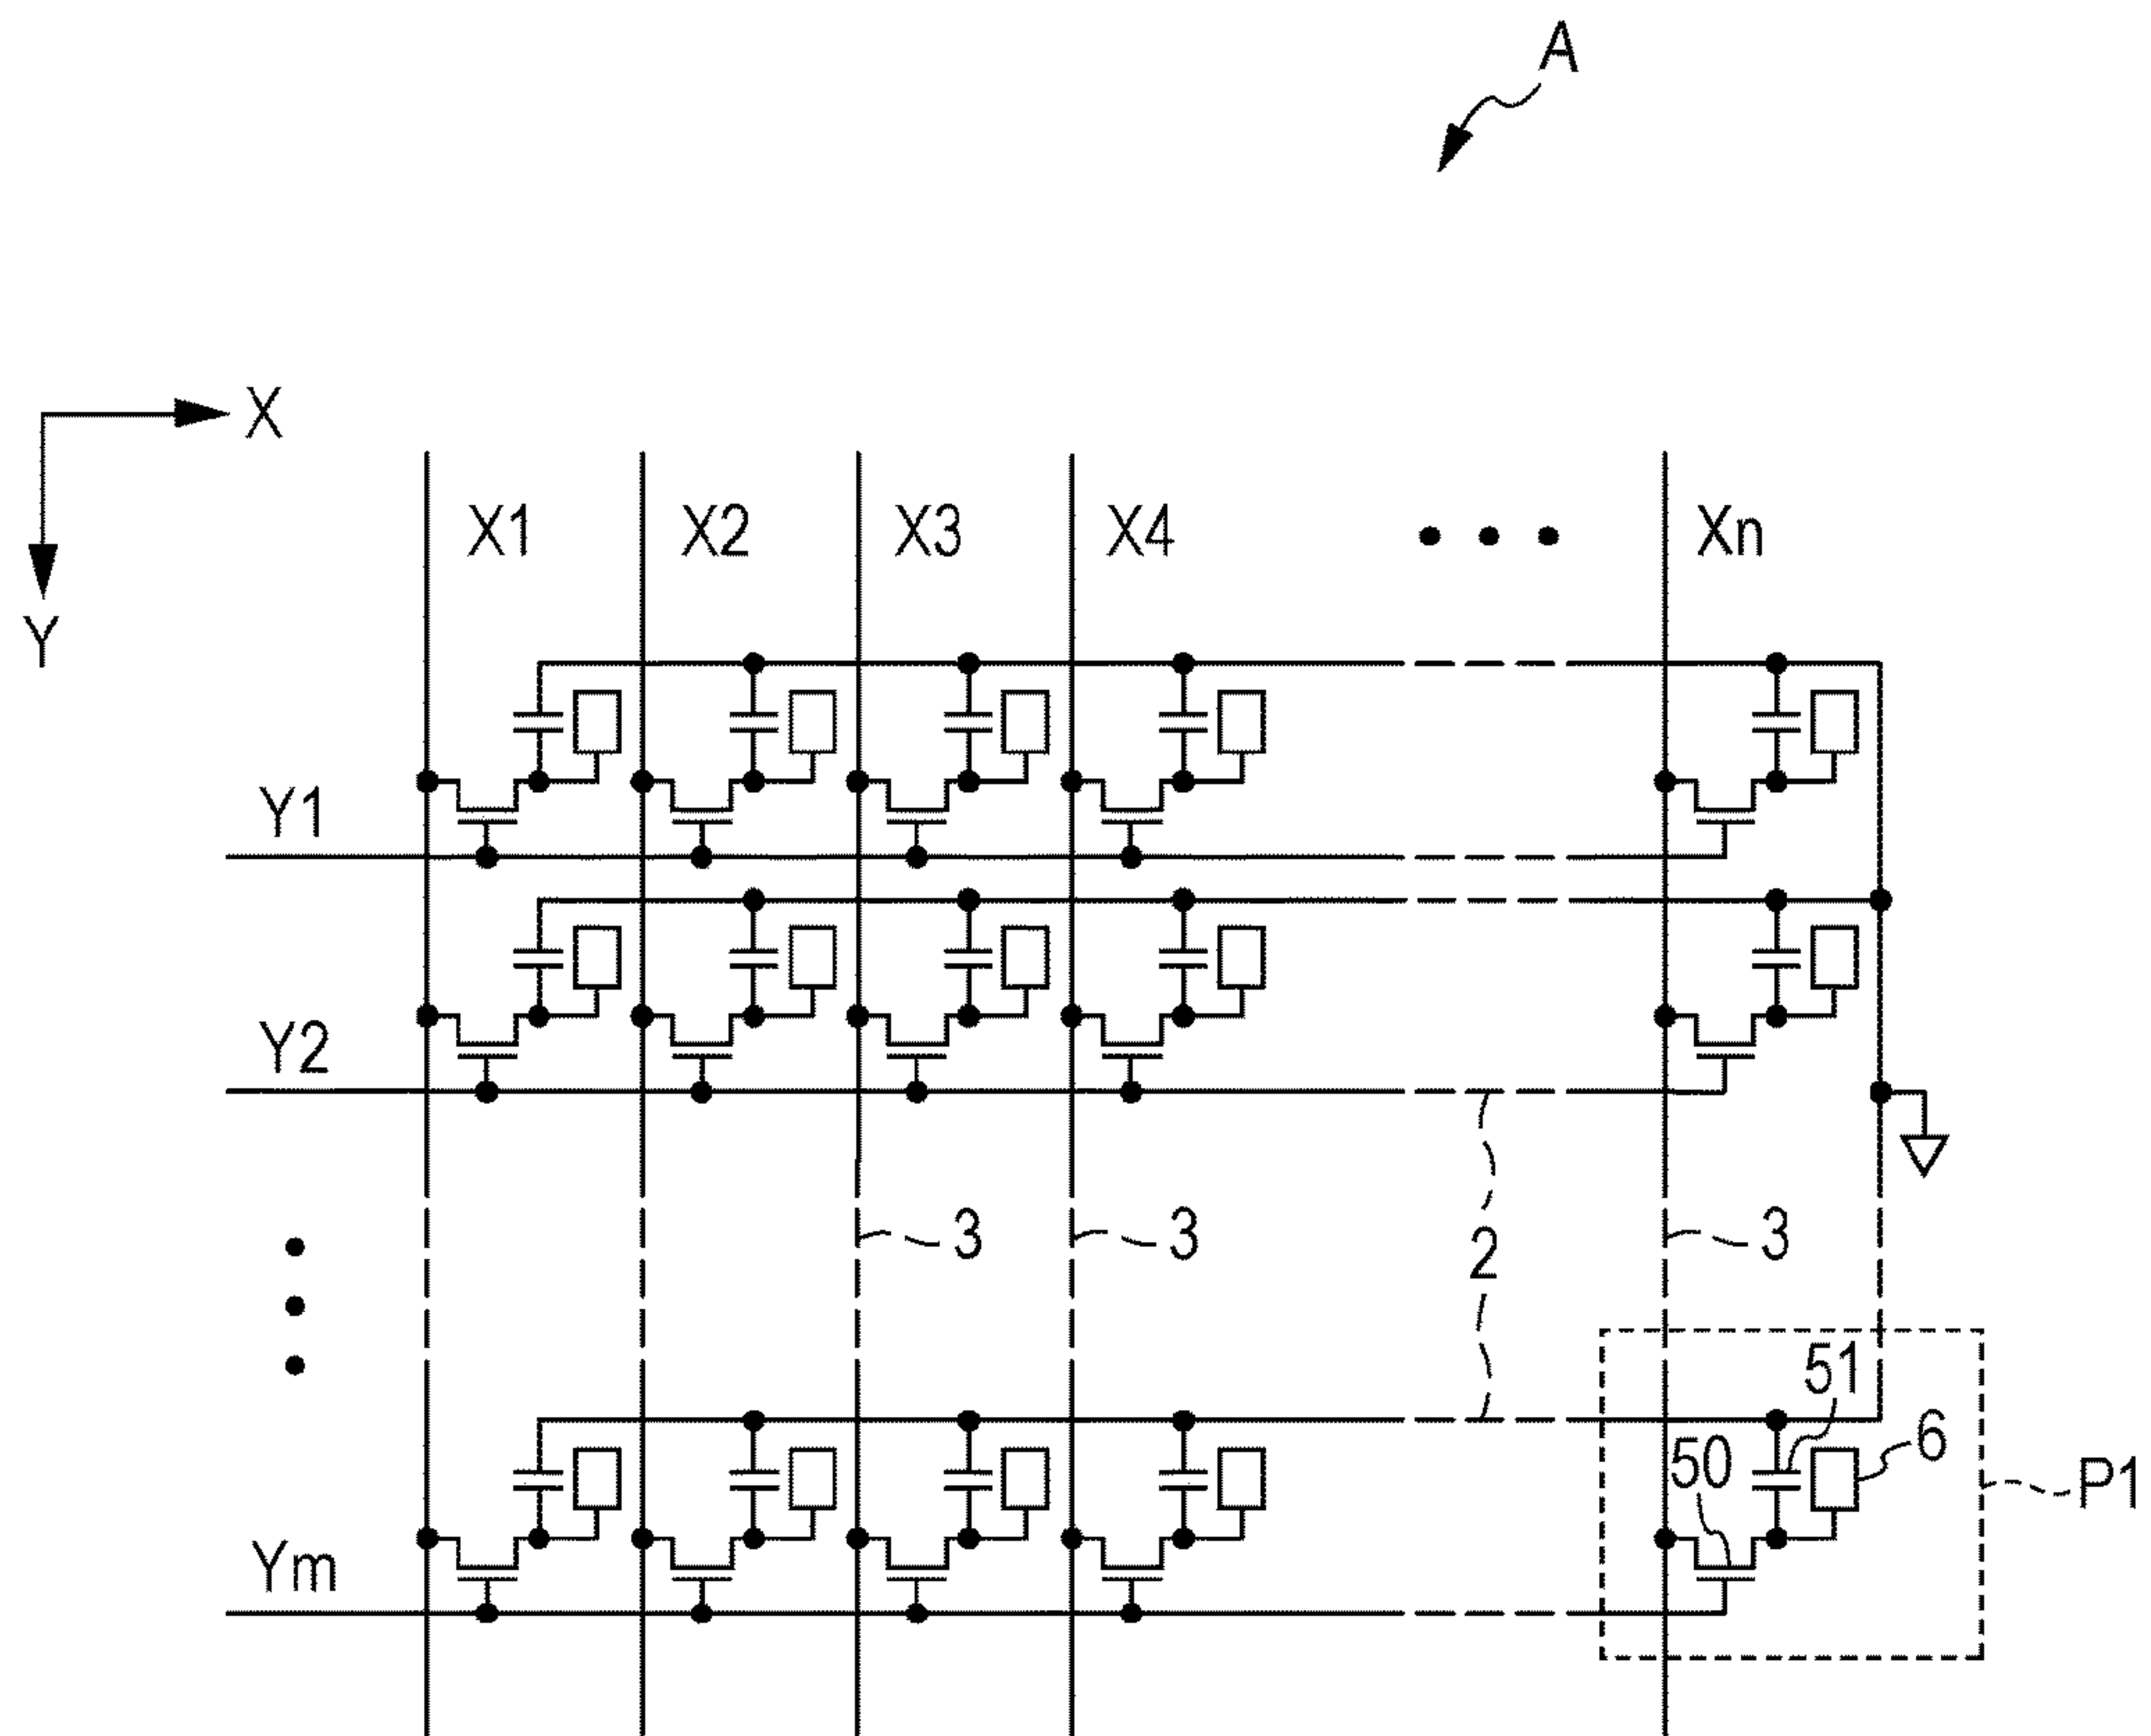 A
X
Y
X1 X2 X3 X4 • • • Xn
Y1
Y2
3 3 2 3
51
50 6 P1
Ym